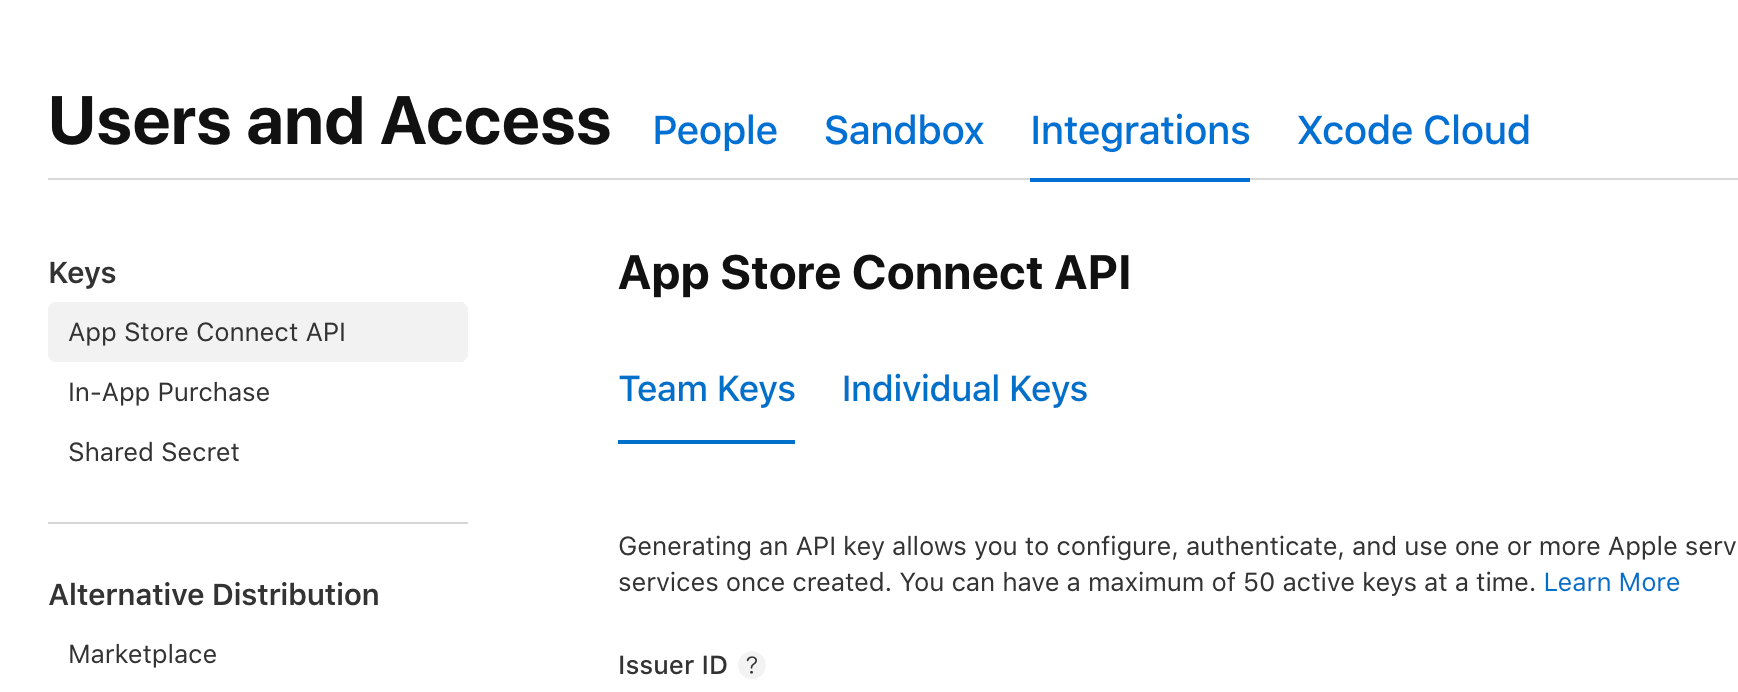 Users and Access
People
Sandbox
Integrations
Xcode Cloud
Keys
App Store Connect API
In-App Purchase
Shared Secret
Alternative Distribution
Marketplace
App Store Connect API
Team Keys
Individual Keys
Generating an API key allows you to configure, authenticate, and use one or more Apple serv
services once created. You can have a maximum of 50 active keys at a time. Learn More
Issuer ID ?